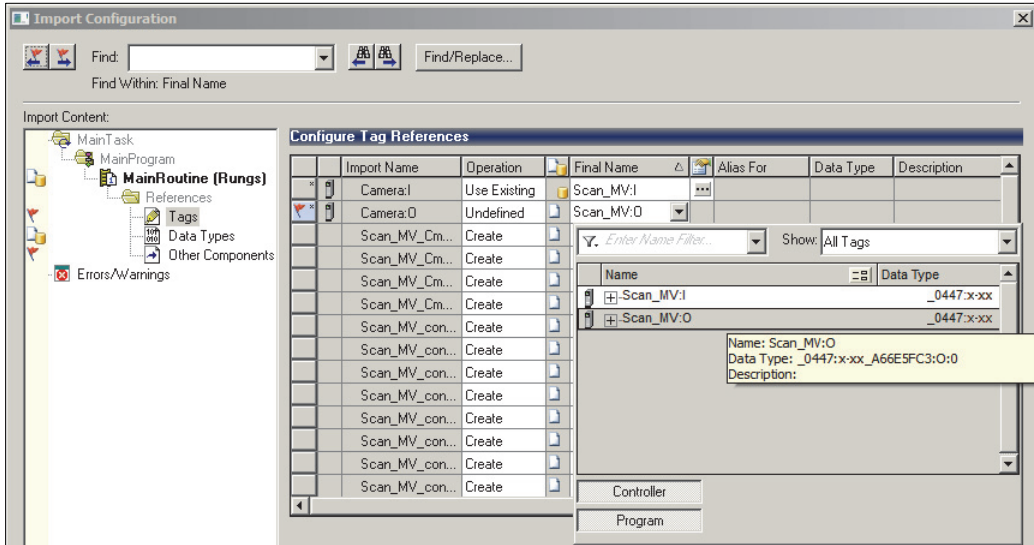 Import Configuration
Find:
Find/Replace...
Find Within: Final Name
Import Content:
MainTask
MainProgram
MainRoutine (Rungs)
References
Tags
Data Types
Other Components
Errors/Warnings
Configure Tag References
Import Name Operation Final Name Alias For Data Type Description
Camera:I Use Existing Scan_MV:I ...
Camera:O Undefined Scan_MV:O
Scan_MV_Cm... Create
Scan_MV_Cm... Create
Scan_MV_Cm... Create
Scan_MV_Cm... Create
Scan_MV_con... Create
Scan_MV_con... Create
Scan_MV_con... Create
Scan_MV_con... Create
Scan_MV_con... Create
Scan_MV_con... Create
Scan_MV_con... Create
Scan_MV_con... Create
Enter Name Filter... Show: All Tags
Name Data Type
Scan_MV:I _0447:x-xx
Scan_MV:O _0447:x-xx
Name: Scan_MV:O
Data Type: _0447:x-xx_A66E5FC3:O:0
Description:
Controller
Program